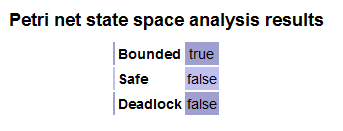 Petri net state space analysis results
Bounded true
Safe false
Deadlock false